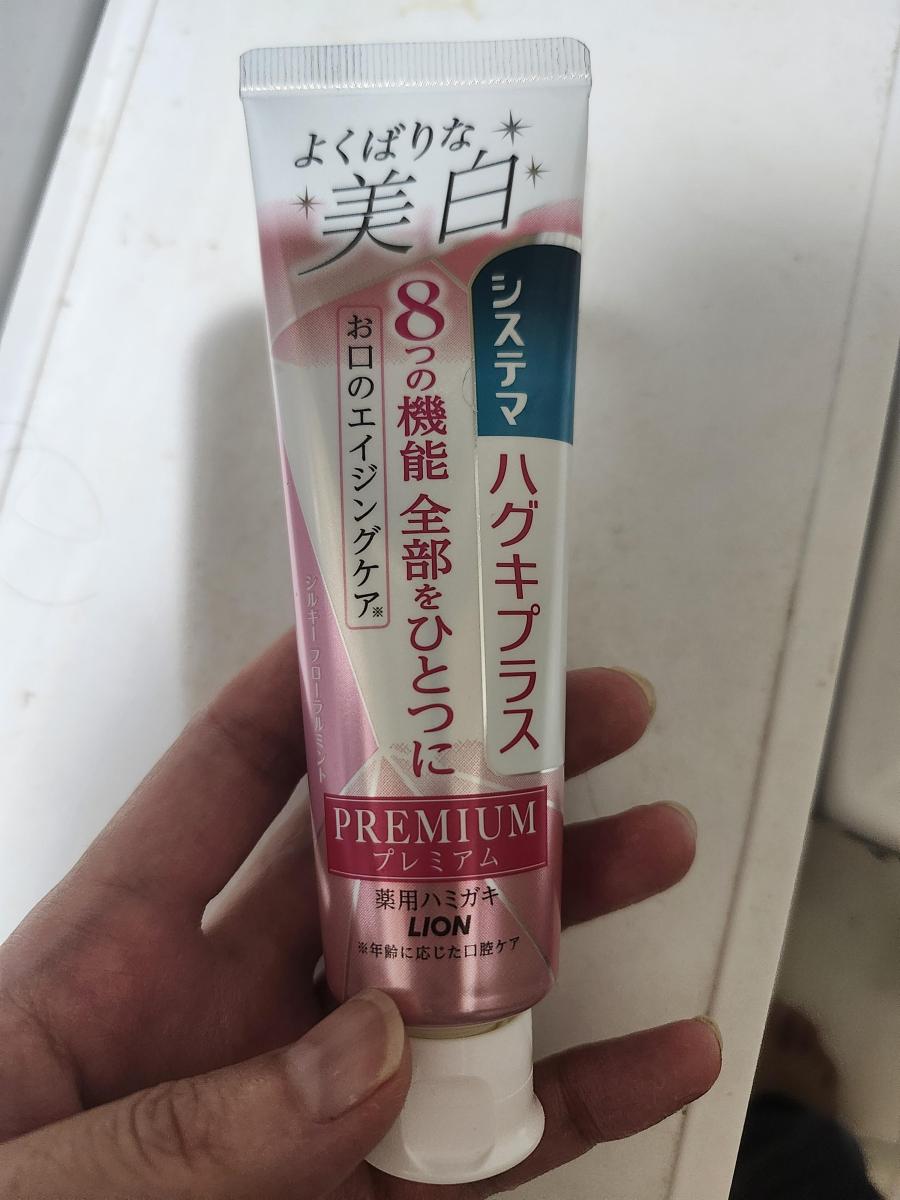 よくばりな
美白
システマ
ハグキプラス
8つの機能 全部をひとつに
お口のエイジングケア※
シルキーフローラルミント
PREMIUM
プレミアム
薬用ハミガキ
LION
※年齢に応じた口腔ケア